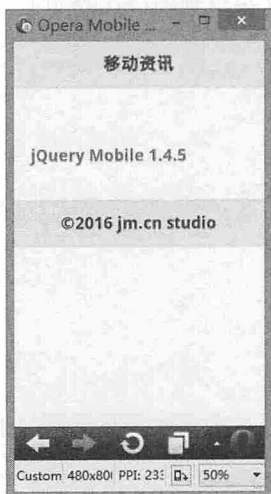 Opera Mobile ...
移动资讯
jQuery Mobile 1.4.5
©2016 jm.cn studio
Custom 480x80 PPI: 233 50%